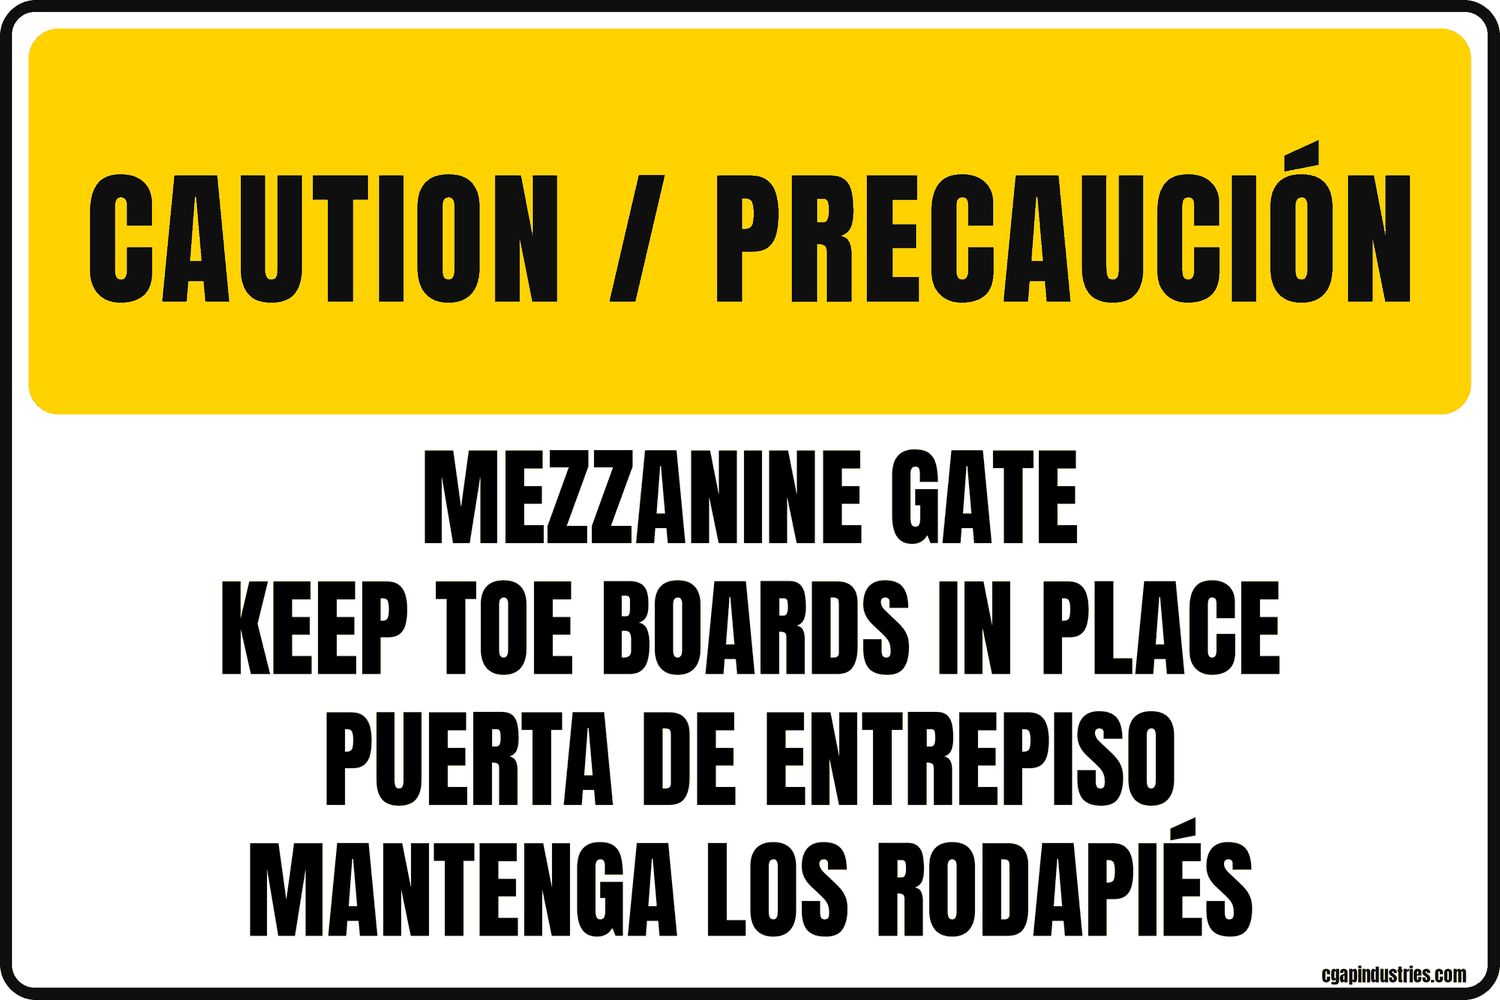 CAUTION / PRECAUCIÓN
MEZZANINE GATE
KEEP TOE BOARDS IN PLACE
PUERTA DE ENTREPISO
MANTENGA LOS RODAPIÉS
cgapindustries.com